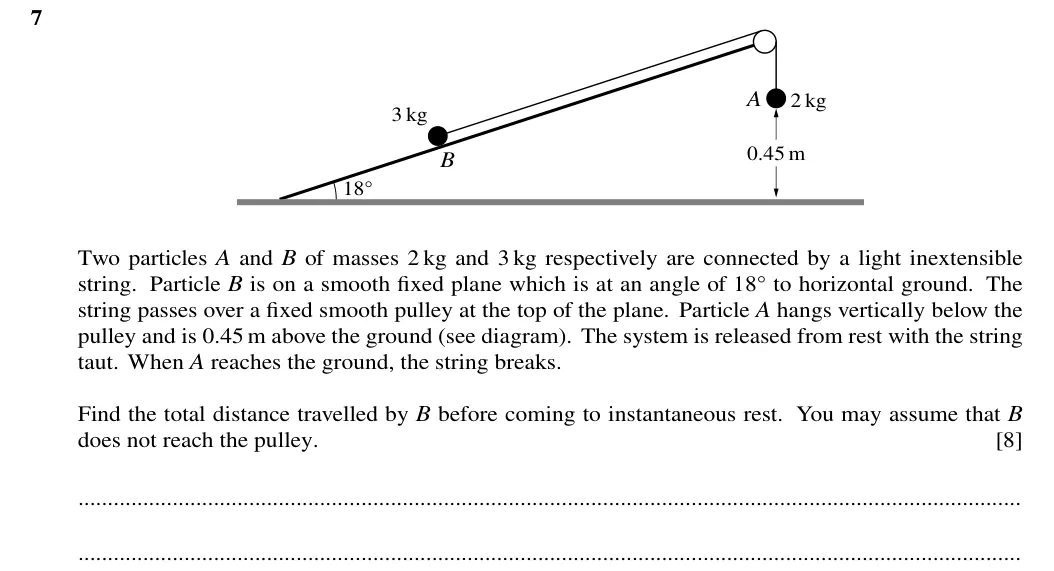 7
A 2 kg
3 kg
0.45 m
B
18°
Two particles A and B of masses 2 kg and 3 kg respectively are connected by a light inextensible
string. Particle B is on a smooth fixed plane which is at an angle of 18° to horizontal ground. The
string passes over a fixed smooth pulley at the top of the plane. Particle A hangs vertically below the
pulley and is 0.45 m above the ground (see diagram). The system is released from rest with the string
taut. When A reaches the ground, the string breaks.
Find the total distance travelled by B before coming to instantaneous rest. You may assume that B
does not reach the pulley. [8]